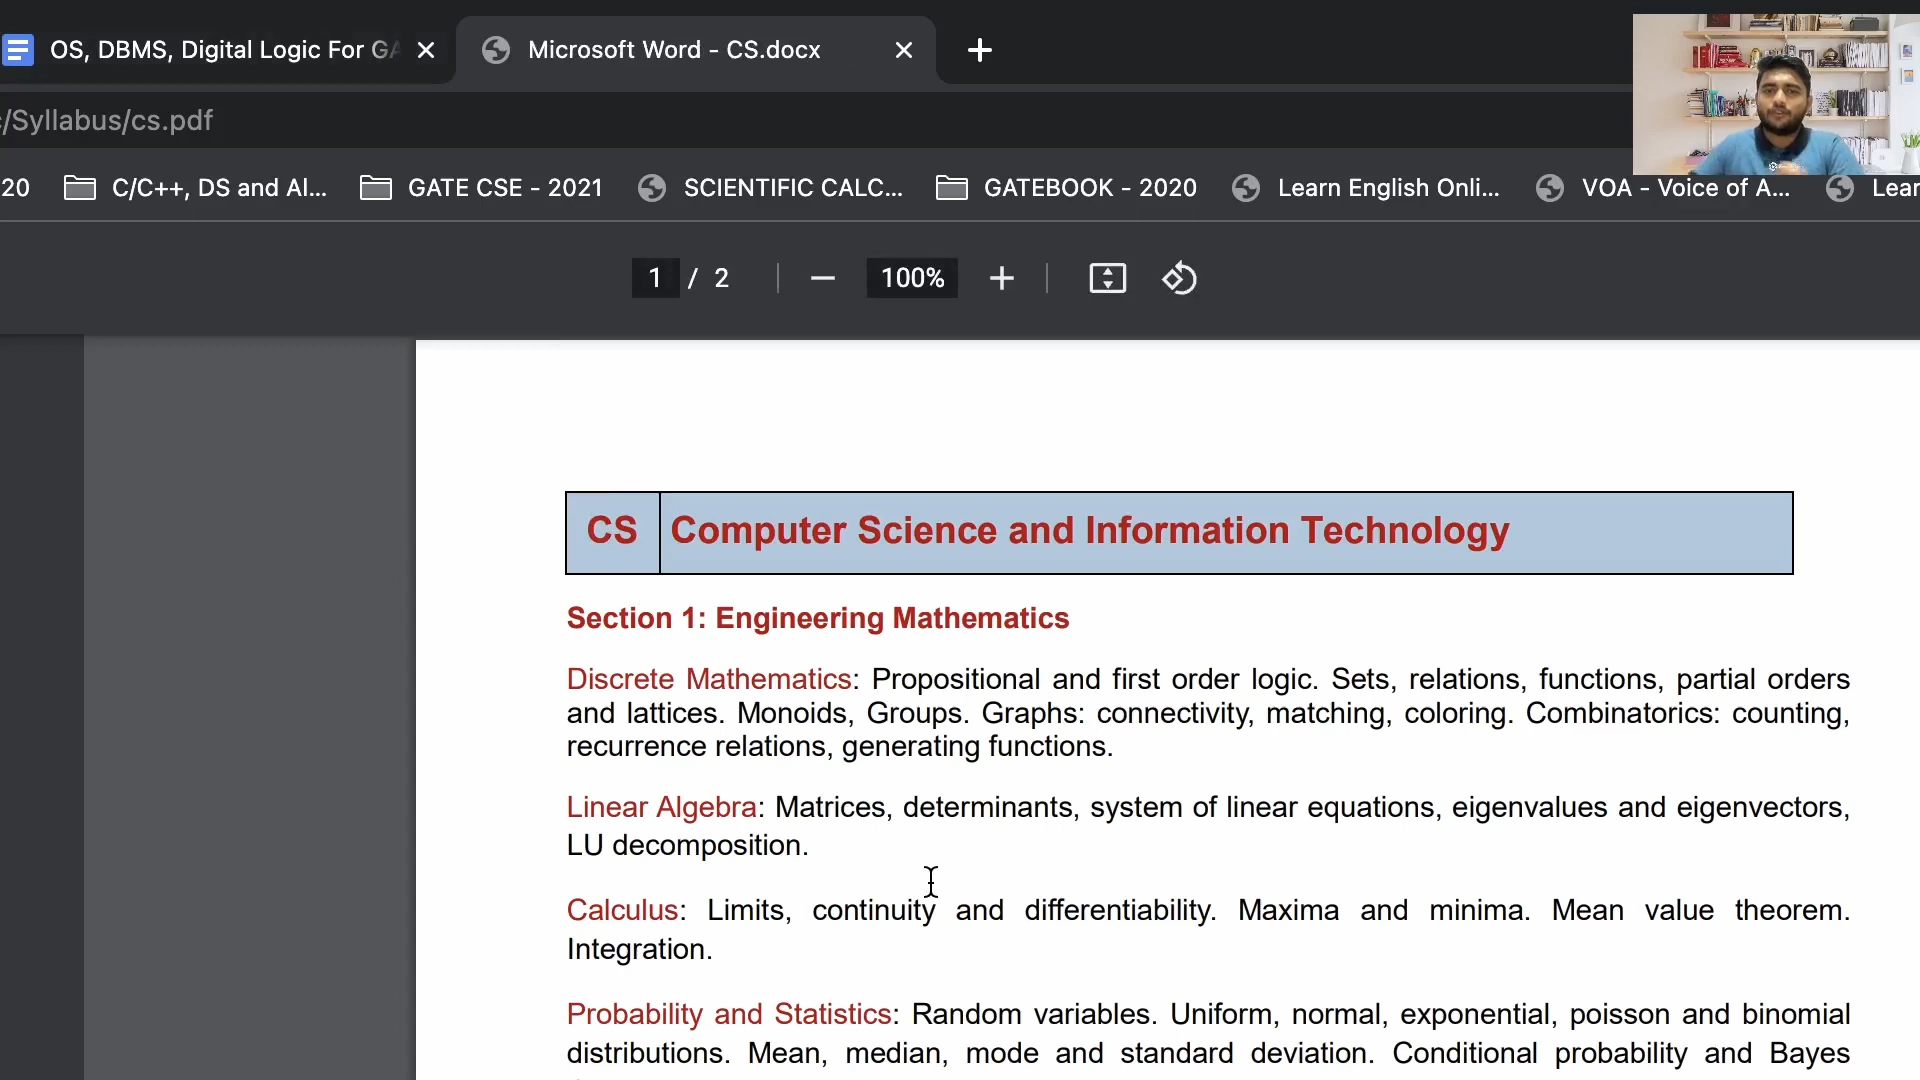 OS, DBMS, Digital Logic For GA
Microsoft Word - CS.docx
/Syllabus/cs.pdf
20
C/C++, DS and Al...
GATE CSE - 2021
SCIENTIFIC CALC...
GATEBOOK - 2020
Learn English Onli...
VOA - Voice of A...
Lear
1 / 2
100%
CS
Computer Science and Information Technology
Section 1: Engineering Mathematics
Discrete Mathematics: Propositional and first order logic. Sets, relations, functions, partial orders
and lattices. Monoids, Groups. Graphs: connectivity, matching, coloring. Combinatorics: counting,
recurrence relations, generating functions.
Linear Algebra: Matrices, determinants, system of linear equations, eigenvalues and eigenvectors,
LU decomposition.
Calculus: Limits, continuity and differentiability. Maxima and minima. Mean value theorem.
Integration.
Probability and Statistics: Random variables. Uniform, normal, exponential, poisson and binomial
distributions. Mean, median, mode and standard deviation. Conditional probability and Bayes